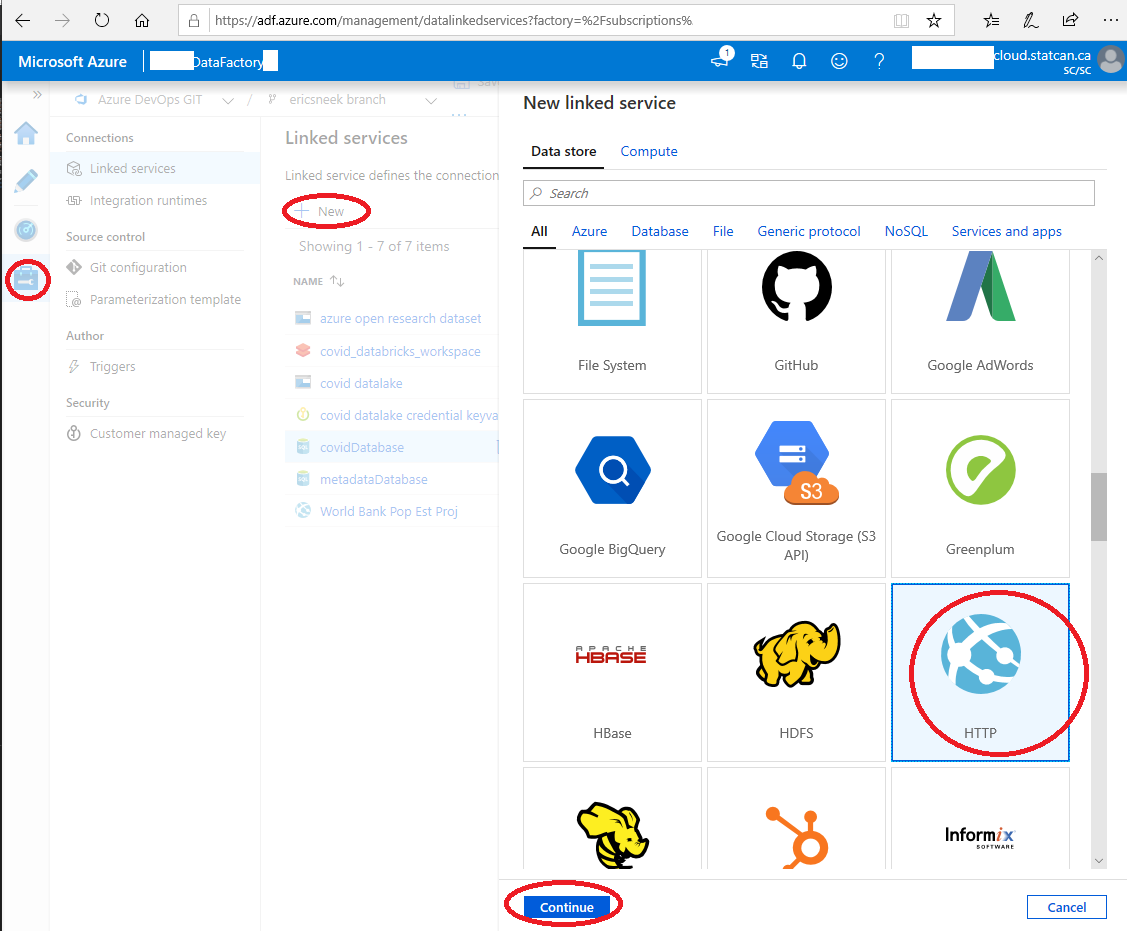 https://adf.azure.com/management/datalinkedservices?factory=%2Fsubscriptions%
Microsoft Azure
DataFactory
1
cloud.statcan.ca
SC/SC
Azure DevOps GIT
/
ericsneek branch
Save
Connections
Linked services
Integration runtimes
Source control
Git configuration
Parameterization template
Author
Triggers
Security
Customer managed key
Linked services
Linked service defines the connection
New
Showing 1 - 7 of 7 items
NAME
azure open research dataset
covid_databricks_workspace
covid datalake
covid datalake credential keyva
covidDatabase
metadataDatabase
World Bank Pop Est Proj
New linked service
Data store Compute
Search
All Azure Database File Generic protocol NoSQL Services and apps
File System
GitHub
Google AdWords
Google BigQuery
S3
Google Cloud Storage (S3
API)
Greenplum
APACHE
HBASE
HBase
HDFS
HTTP
Informix
SOFTWARE
Continue
Cancel